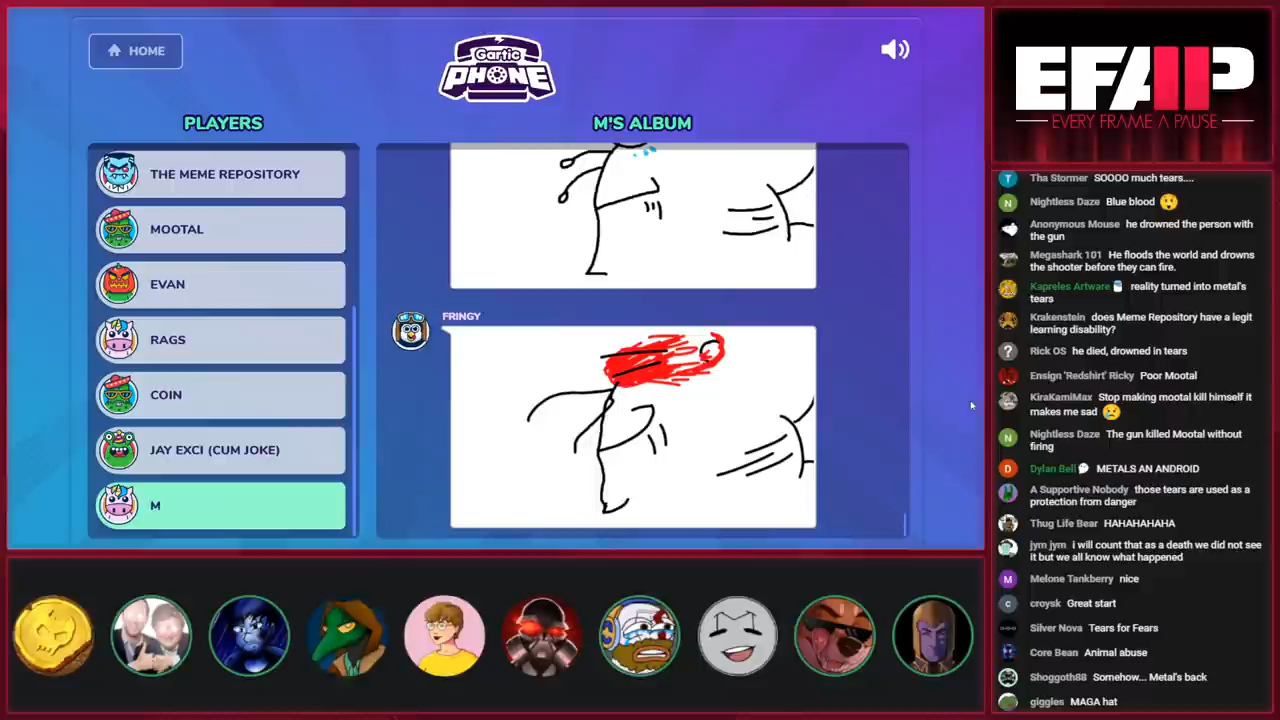 HOME
Gartic
PHONE
PLAYERS
M'S ALBUM
THE MEME REPOSITORY
MOOTAL
EVAN
RAGS
COIN
JAY EXCI (CUM JOKE)
M
FRINGY
EFAP
EVERY FRAME A PAUSE
T
Tha Stormer SOOOO much tears....
N
Nightless Daze Blue blood
Anonymous Mouse he drowned the person with
the gun
Megashark 101 He floods the world and drowns
the shooter before they can fire.
Kapreles Artware reality turned into metal's
tears
Krakenstein does Meme Repository have a legit
learning disability?
?
Rick OS he died, drowned in tears
Ensign 'Redshirt' Ricky Poor Mootal
KiraKamiMax Stop making mootal kill himself it
makes me sad
N
Nightless Daze The gun killed Mootal without
firing
D
Dylan Bell METALS AN ANDROID
A Supportive Nobody those tears are used as a
protection from danger
Thug Life Bear HAHAHAHAHA
jym jym i will count that as a death we did not see
it but we all know what happened
M
Melone Tankberry nice
c
croysk Great start
Silver Nova Tears for Fears
Core Bean Animal abuse
Shoggoth88 Somehow... Metal's back
giggles MAGA hat